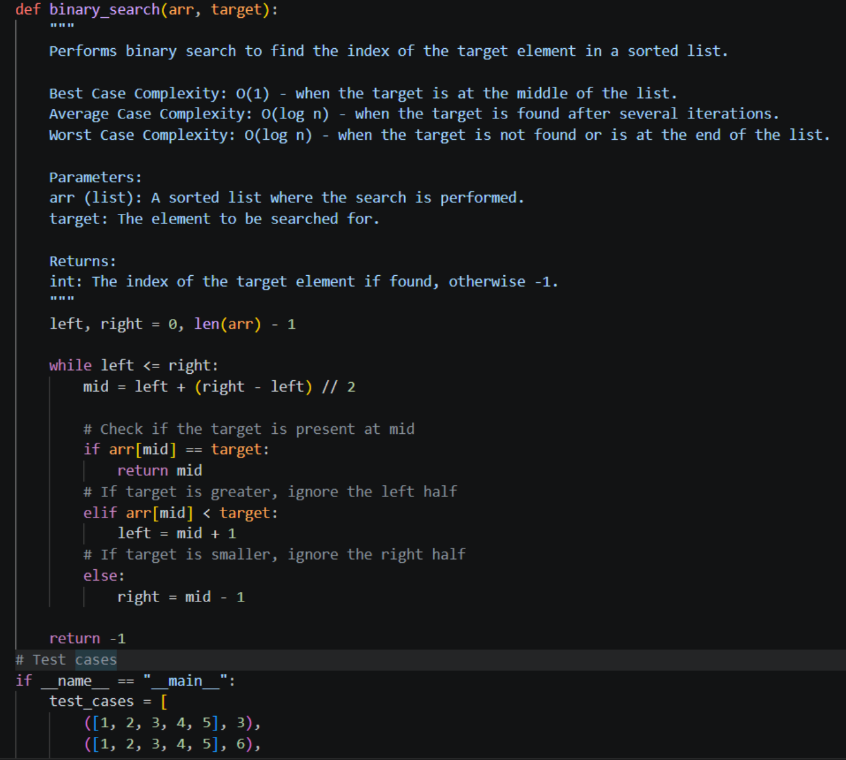 def binary_search(arr, target):
    """
    Performs binary search to find the index of the target element in a sorted list.

    Best Case Complexity: O(1) - when the target is at the middle of the list.
    Average Case Complexity: O(log n) - when the target is found after several iterations.
    Worst Case Complexity: O(log n) - when the target is not found or is at the end of the list.

    Parameters:
    arr (list): A sorted list where the search is performed.
    target: The element to be searched for.

    Returns:
    int: The index of the target element if found, otherwise -1.
    """
    left, right = 0, len(arr) - 1

    while left <= right:
        mid = left + (right - left) // 2

        # Check if the target is present at mid
        if arr[mid] == target:
            return mid
        # If target is greater, ignore the left half
        elif arr[mid] < target:
            left = mid + 1
        # If target is smaller, ignore the right half
        else:
            right = mid - 1

    return -1
# Test cases
if __name__ == "__main__":
    test_cases = [
        ([1, 2, 3, 4, 5], 3),
        ([1, 2, 3, 4, 5], 6),